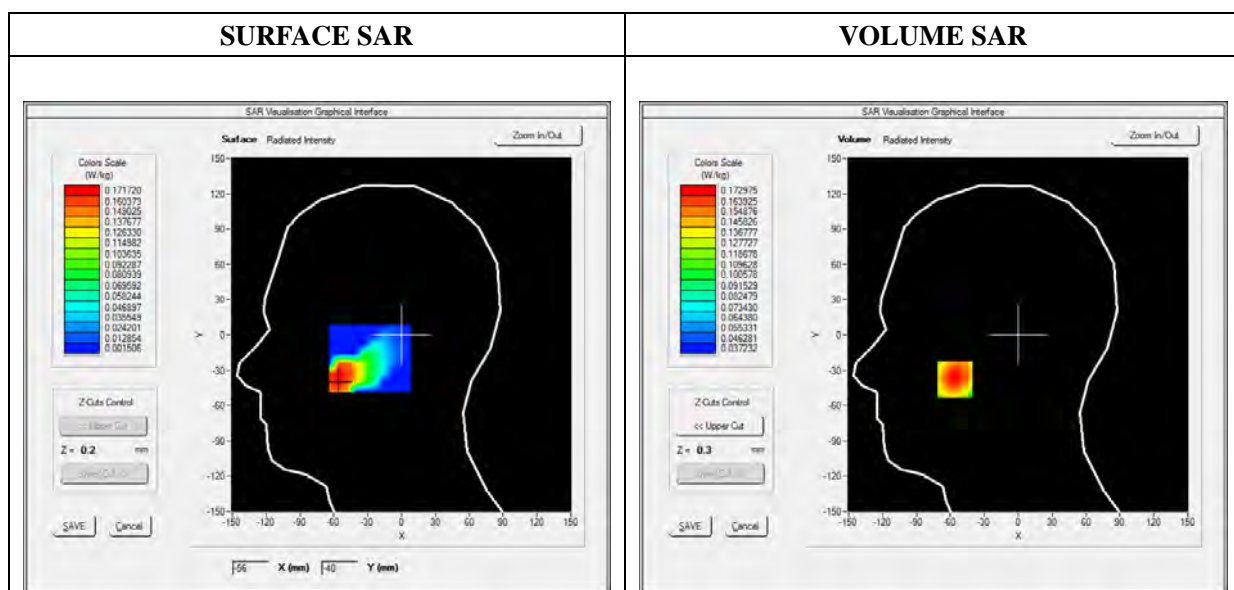 SURFACE SAR
VOLUME SAR
SAR Visualisation Graphical Interface
Surface Radiated Intensity
Zoom In/Out
Colors Scale
(W/kg)
0.171720
0.160373
0.149025
0.137677
0.126330
0.114982
0.103635
0.092287
0.080939
0.069592
0.058244
0.046897
0.035549
0.024201
0.012854
0.001506
Z-Cuts Control
<< Upper Cut
Z = 0.2 mm
SAVE Cancel
150
120
90
60
30
0
-30
-60
-90
-120
-150
Y
-150 -120 -90 -60 -30 0 30 60 90 120 150
X
-56 X (mm) -40 Y (mm)
SAR Visualisation Graphical Interface
Volume Radiated Intensity
Zoom In/Out
Colors Scale
(W/kg)
0.172975
0.163925
0.154876
0.145826
0.136777
0.127727
0.118678
0.109628
0.100578
0.091529
0.082479
0.073430
0.064380
0.055331
0.046281
0.037232
Z-Cuts Control
<< Upper Cut
Z = 0.3 mm
SAVE Cancel
150
120
90
60
30
0
-30
-60
-90
-120
-150
Y
-150 -120 -90 -60 -30 0 30 60 90 120 150
X